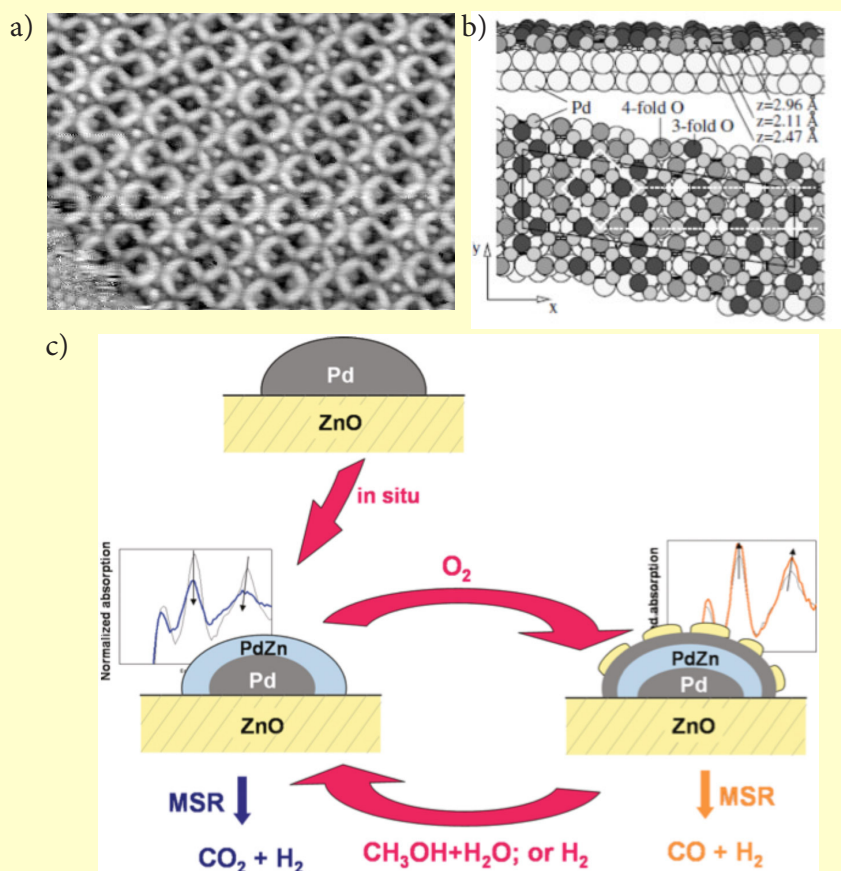 a)
b)
z=2.96 Å
z=2.11 Å
z=2.47 Å
Pd
4-fold O
3-fold O
y
x
c)
Pd
ZnO
in situ
Normalized absorption
O₂
absorption
PdZn
Pd
ZnO
PdZn
Pd
ZnO
MSR
CO₂ + H₂
CH₃OH+H₂O; or H₂
MSR
CO + H₂